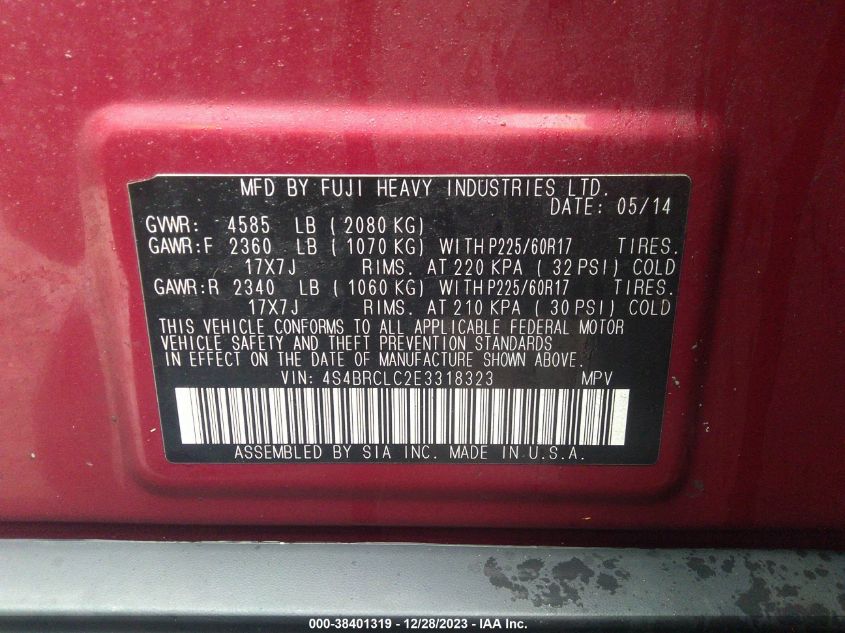 MFD BY FUJI HEAVY INDUSTRIES LTD.
DATE: 05/14
GVWR: 4585 LB ( 2080 KG)
GAWR:F 2360 LB ( 1070 KG) WITH P225/60R17 TIRES.
17X7J RIMS. AT 220 KPA ( 32 PSI) COLD
GAWR:R 2340 LB ( 1060 KG) WITH P225/60R17 TIRES.
17X7J RIMS. AT 210 KPA ( 30 PSI) COLD
THIS VEHICLE CONFORMS TO ALL APPLICABLE FEDERAL MOTOR
VEHICLE SAFETY AND THEFT PREVENTION STANDARDS
IN EFFECT ON THE DATE OF MANUFACTURE SHOWN ABOVE.
VIN: 4S4BRCLC2E3318323 MPV
ASSEMBLED BY SIA INC. MADE IN U.S.A.
000-38401319 - 12/28/2023 - IAA Inc.